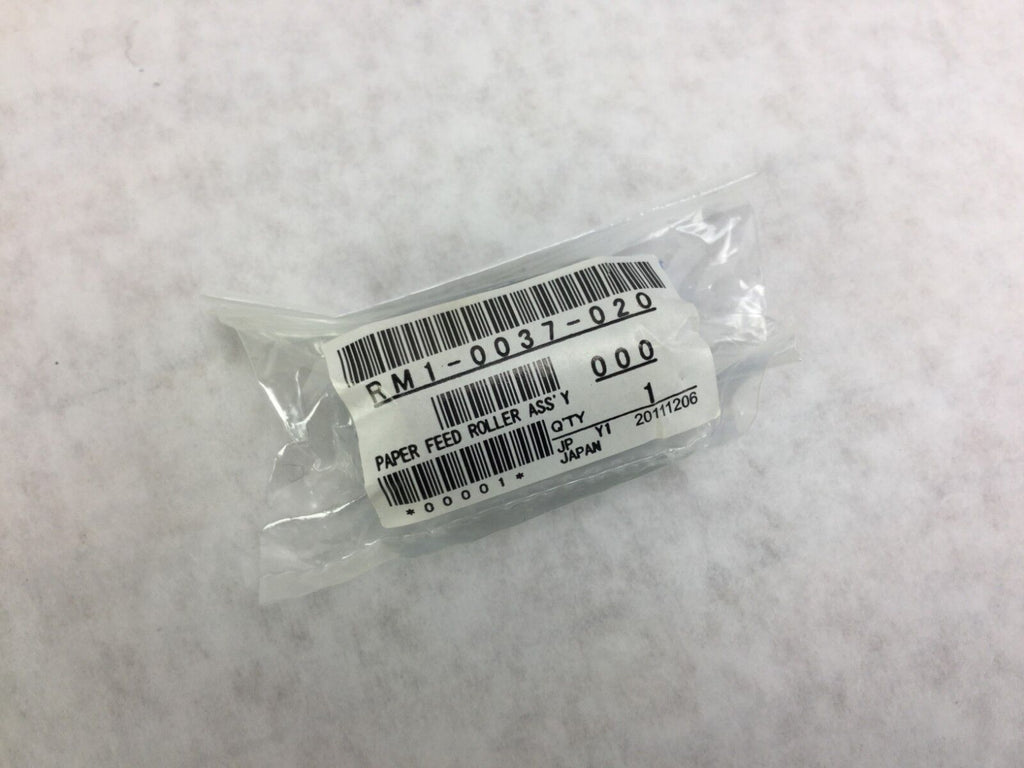 RM1-0037-020
000
PAPER FEED ROLLER ASS'Y
Q'TY 1
*00001*
JP Y1 20111206
JAPAN